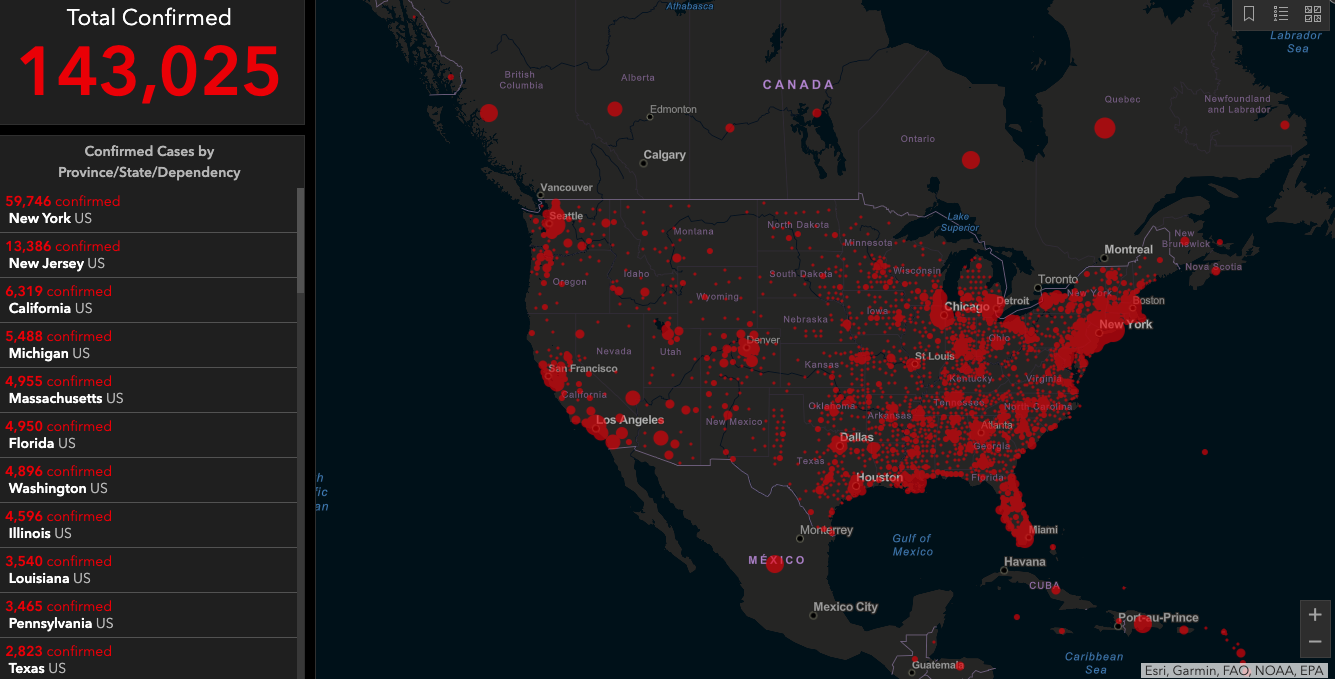 Total Confirmed
143,025
Confirmed Cases by
Province/State/Dependency
59,746 confirmed
New York US
13,386 confirmed
New Jersey US
6,319 confirmed
California US
5,488 confirmed
Michigan US
4,955 confirmed
Massachusetts US
4,950 confirmed
Florida US
4,896 confirmed
Washington US
4,596 confirmed
Illinois US
3,540 confirmed
Louisiana US
3,465 confirmed
Pennsylvania US
2,823 confirmed
Texas US
Athabasca
Labrador
Sea
British
Columbia
Alberta
CANADA
Edmonton
Quebec
Newfoundland
and Labrador
Ontario
Calgary
Vancouver
Seattle
Lake
Superior
Montana
North Dakota
Minnesota
New
Brunswick
Montreal
Nova Scotia
Oregon
Idaho
South Dakota
Wisconsin
Toronto
Wyoming
New York
Boston
Detroit
Chicago
Nebraska
Iowa
New York
Ohio
Nevada
Utah
Denver
St Louis
San Francisco
Kansas
Kentucky
Virginia
California
Oklahoma
Tennessee
North Carolina
Los Angeles
New Mexico
Arkansas
Atlanta
Dallas
Georgia
Texas
Houston
Florida
h
fic
an
Monterrey
Miami
Gulf of
Mexico
MÉXICO
Havana
CUBA
Mexico City
Port-au-Prince
Guatemala
Caribbean
Sea
+
−
Esri, Garmin, FAO, NOAA, EPA